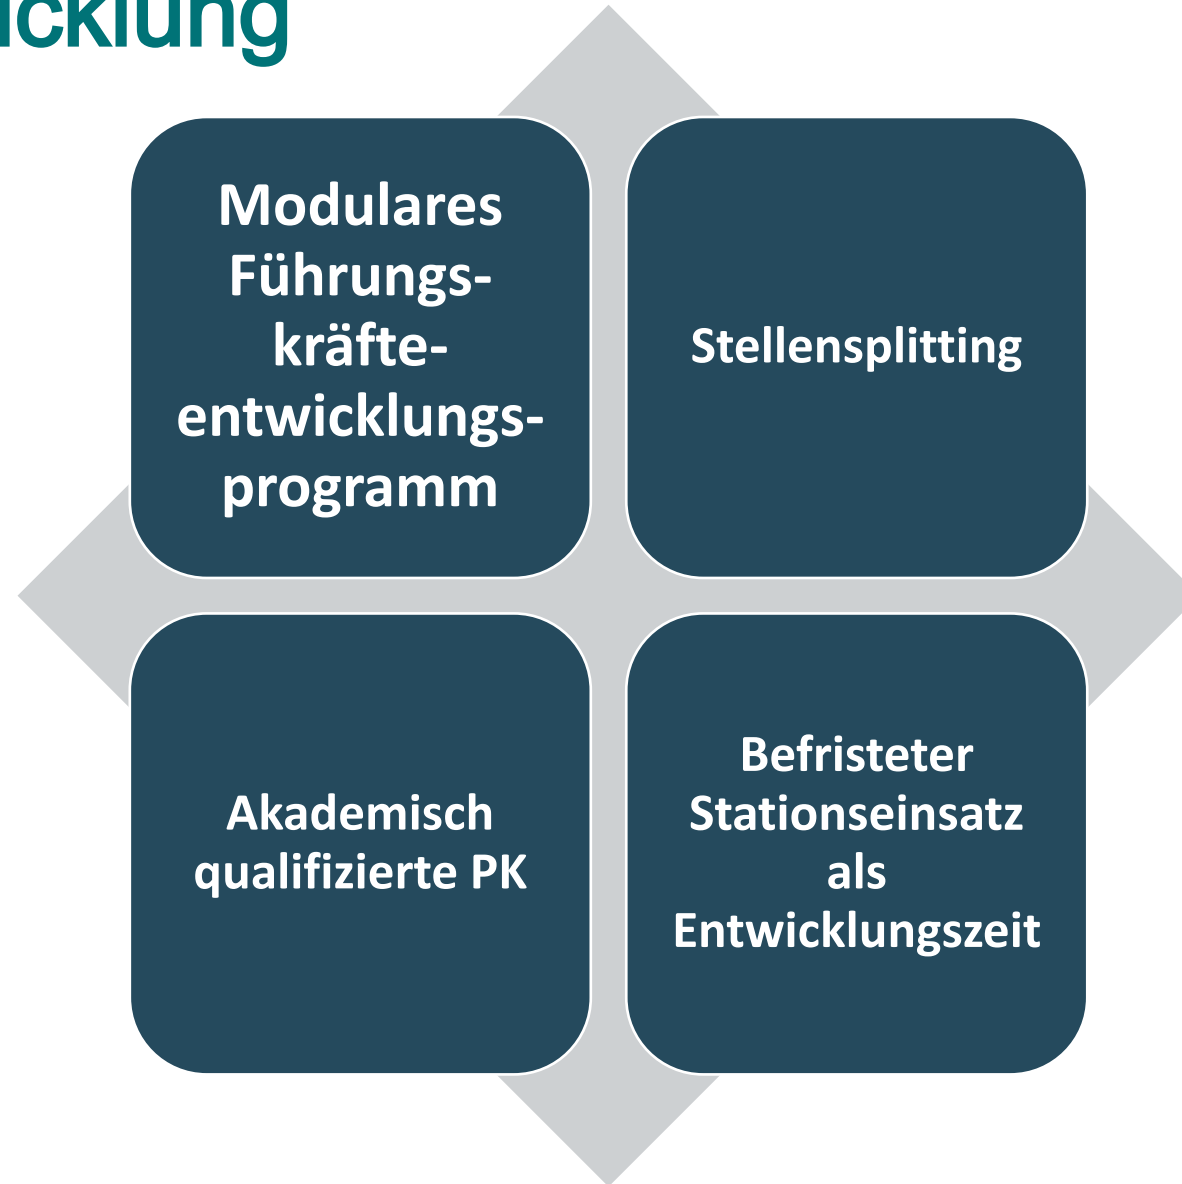 icklung
Modulares
Führungs-
kräfte-
entwicklungs-
programm
Stellensplitting
Akademisch
qualifizierte PK
Befristeter
Stationseinsatz
als
Entwicklungszeit